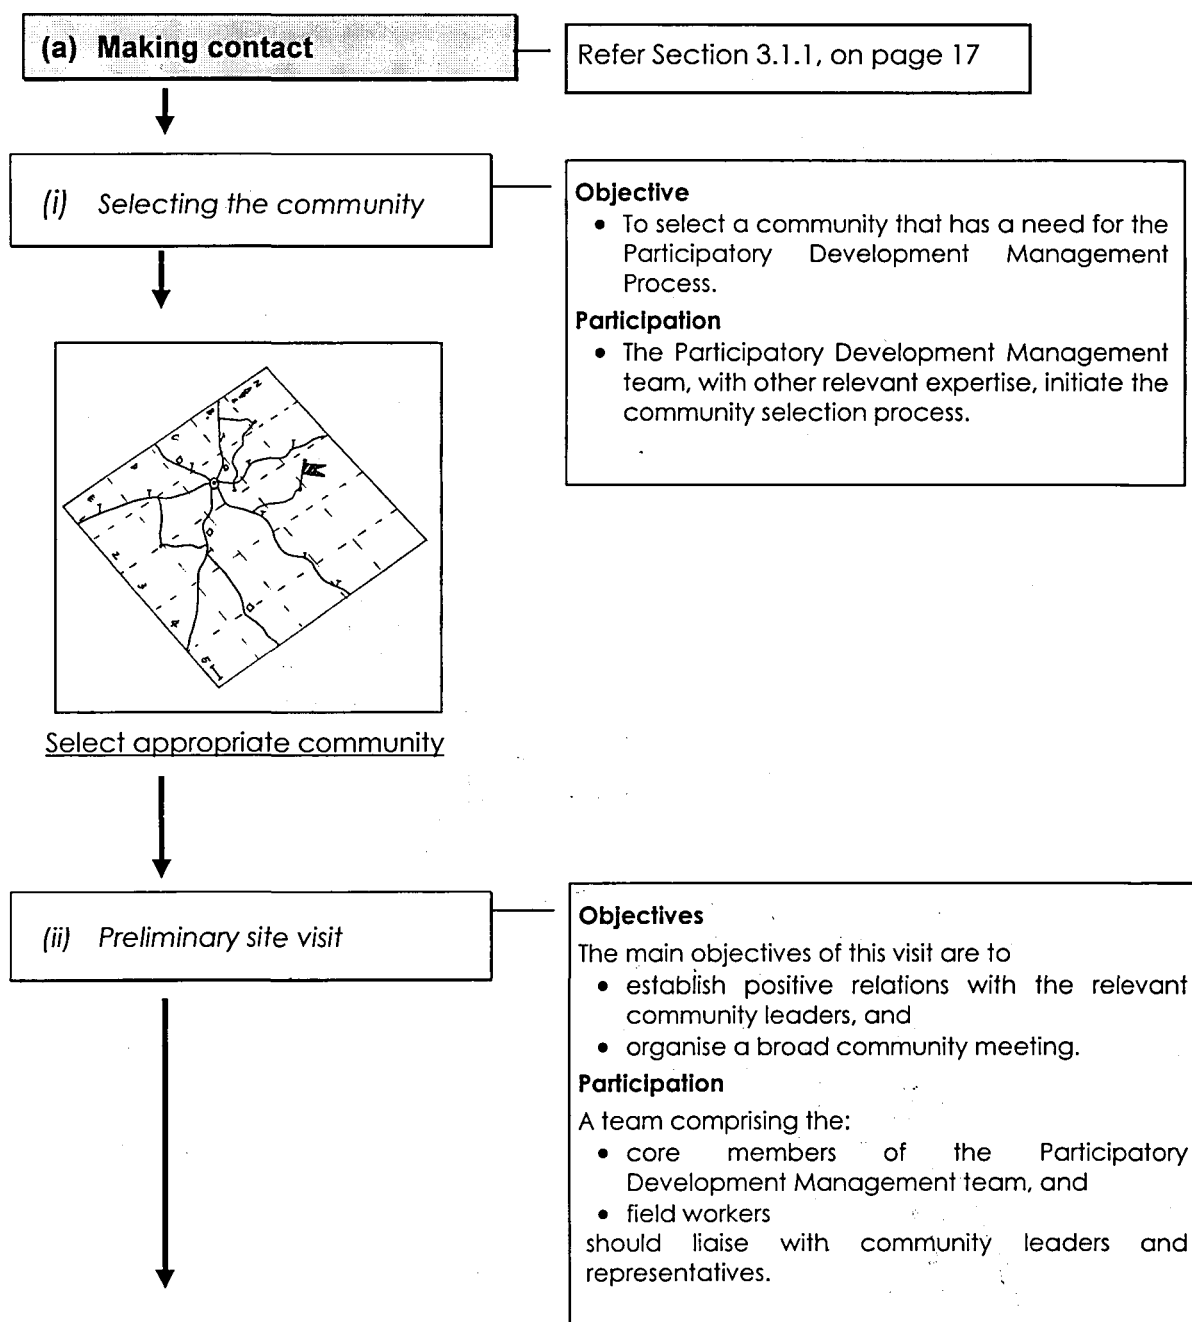 (a) Making contact
Refer Section 3.1.1, on page 17
(i) Selecting the community
Objective
• To select a community that has a need for the
Participatory Development Management
Process.
Participation
• The Participatory Development Management
team, with other relevant expertise, initiate the
community selection process.
Select appropriate community
(ii) Preliminary site visit
Objectives
The main objectives of this visit are to
• establish positive relations with the relevant
community leaders, and
• organise a broad community meeting.
Participation
A team comprising the:
• core members of the Participatory
Development Management team, and
• field workers
should liaise with community leaders and
representatives.